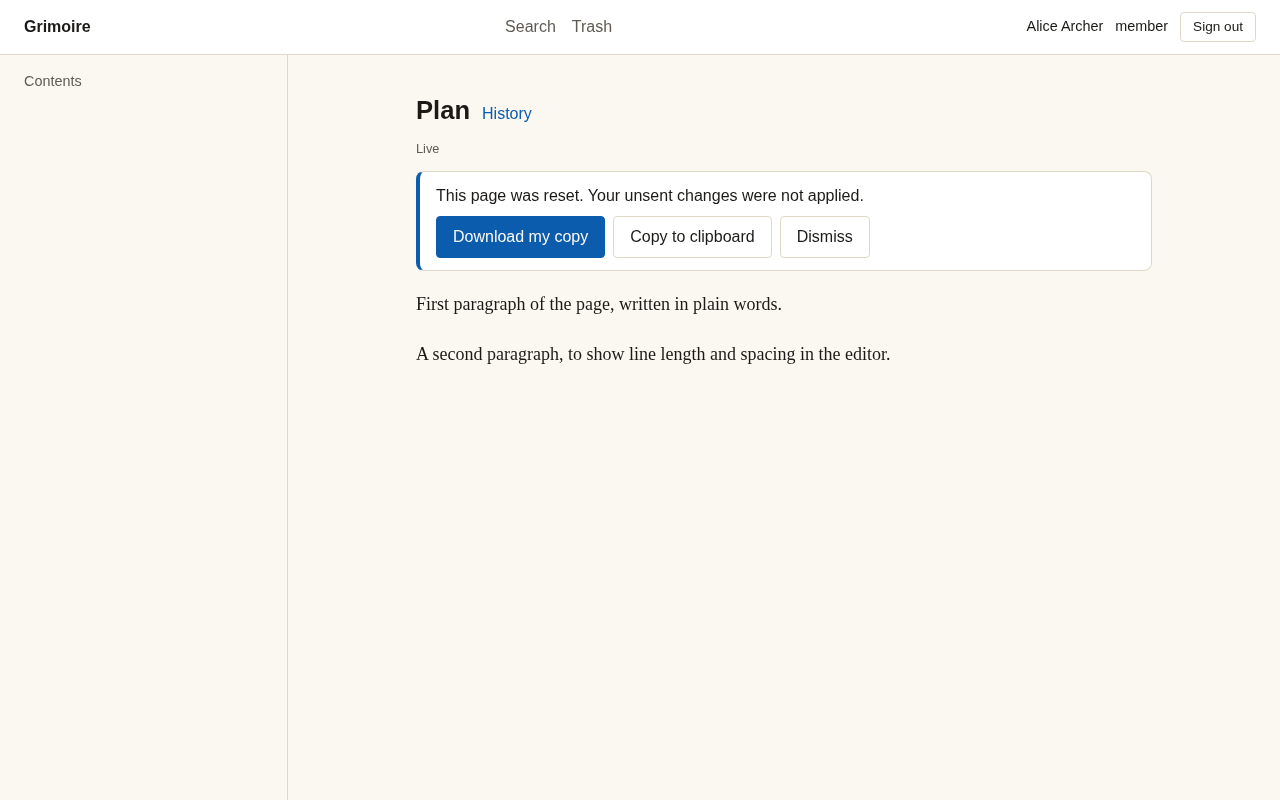 Grimoire
Search Trash
Alice Archer member Sign out
Contents
Plan History
Live
This page was reset. Your unsent changes were not applied.
Download my copy Copy to clipboard Dismiss
First paragraph of the page, written in plain words.
A second paragraph, to show line length and spacing in the editor.